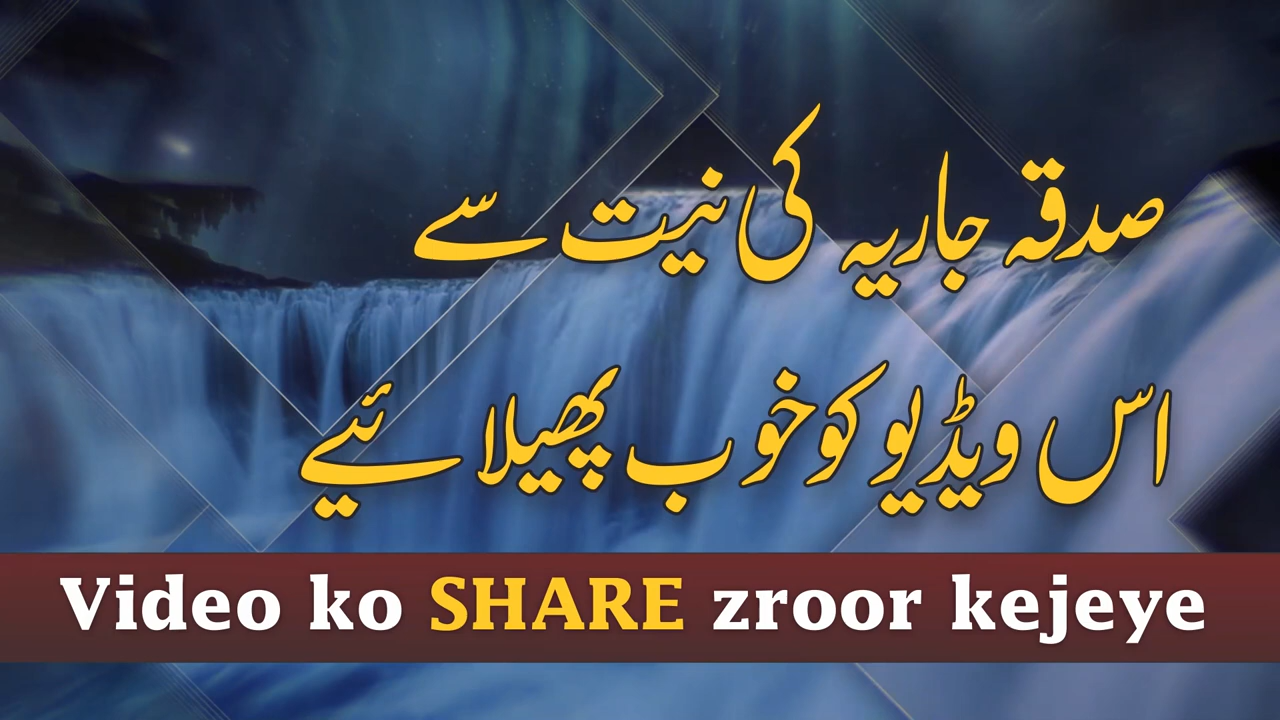 صدقہ جاریہ کی نیت سے
اس ویڈیو کو خوب پھیلائیے
Video ko SHARE zroor kejeye